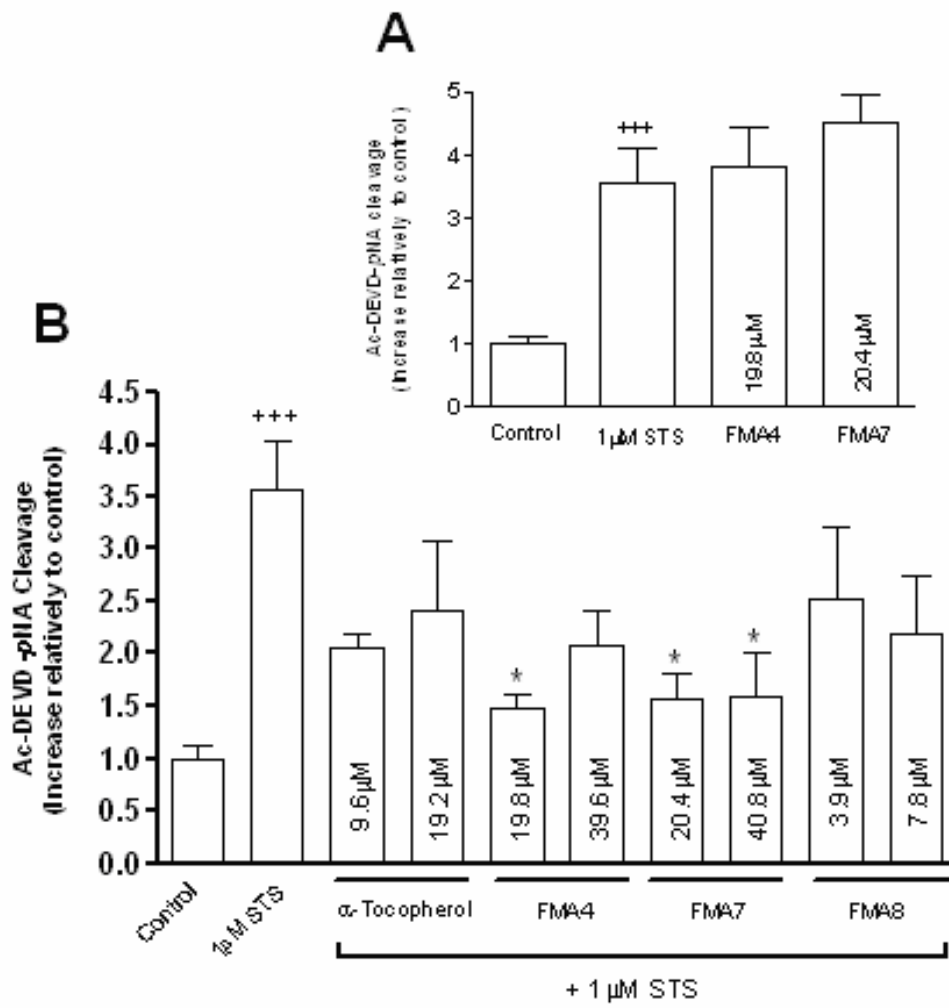 A
Ac-DEVD-pNA cleavage
(Increase relatively to control)
5
4
3
2
1
0
+++
19.8 µM
20.4 µM
Control
1 µM STS
FMA4
FMA7
B
Ac-DEVD-pNA Cleavage
(Increase relatively to control)
4.5
4.0
3.5
3.0
2.5
2.0
1.5
1.0
0.5
0.0
+++
*
*
*
9.6 µM
19.2 µM
19.8 µM
39.6 µM
20.4 µM
40.8 µM
3.9 µM
7.8 µM
Control
1µM STS
α-Tocopherol
FMA4
FMA7
FMA8
+ 1 µM STS